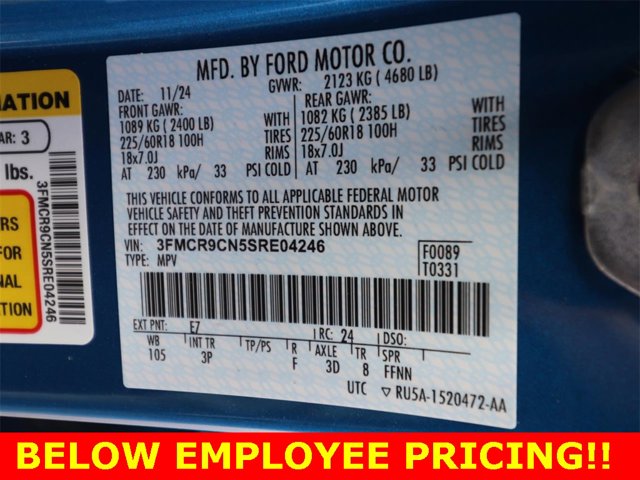 MFD. BY FORD MOTOR CO.
DATE: 11/24 GVWR: 2123 KG ( 4680 LB)
FRONT GAWR: REAR GAWR:
1089 KG ( 2400 LB) WITH 1082 KG ( 2385 LB) WITH
225/60R18 100H TIRES 225/60R18 100H TIRES
18x7.0J RIMS 18x7.0J RIMS
AT 230 kPa/ 33 PSI COLD AT 230 kPa/ 33 PSI COLD
THIS VEHICLE CONFORMS TO ALL APPLICABLE FEDERAL MOTOR
VEHICLE SAFETY AND THEFT PREVENTION STANDARDS IN
EFFECT ON THE DATE OF MANUFACTURE SHOWN ABOVE.
VIN: 3FMCR9CN5SRE04246 F0089
TYPE: MPV T0331
EXT PNT: E7 RC: 24 DSO:
WB INT TR TP/PS R AXLE TR SPR
105 3P F 3D 8 FFNN
UTC ▽ RU5A-1520472-AA
MATION
AR: 3
lbs.
RS
FOR
NAL
ION
3FMCR9CN5SRE04246
BELOW EMPLOYEE PRICING!!